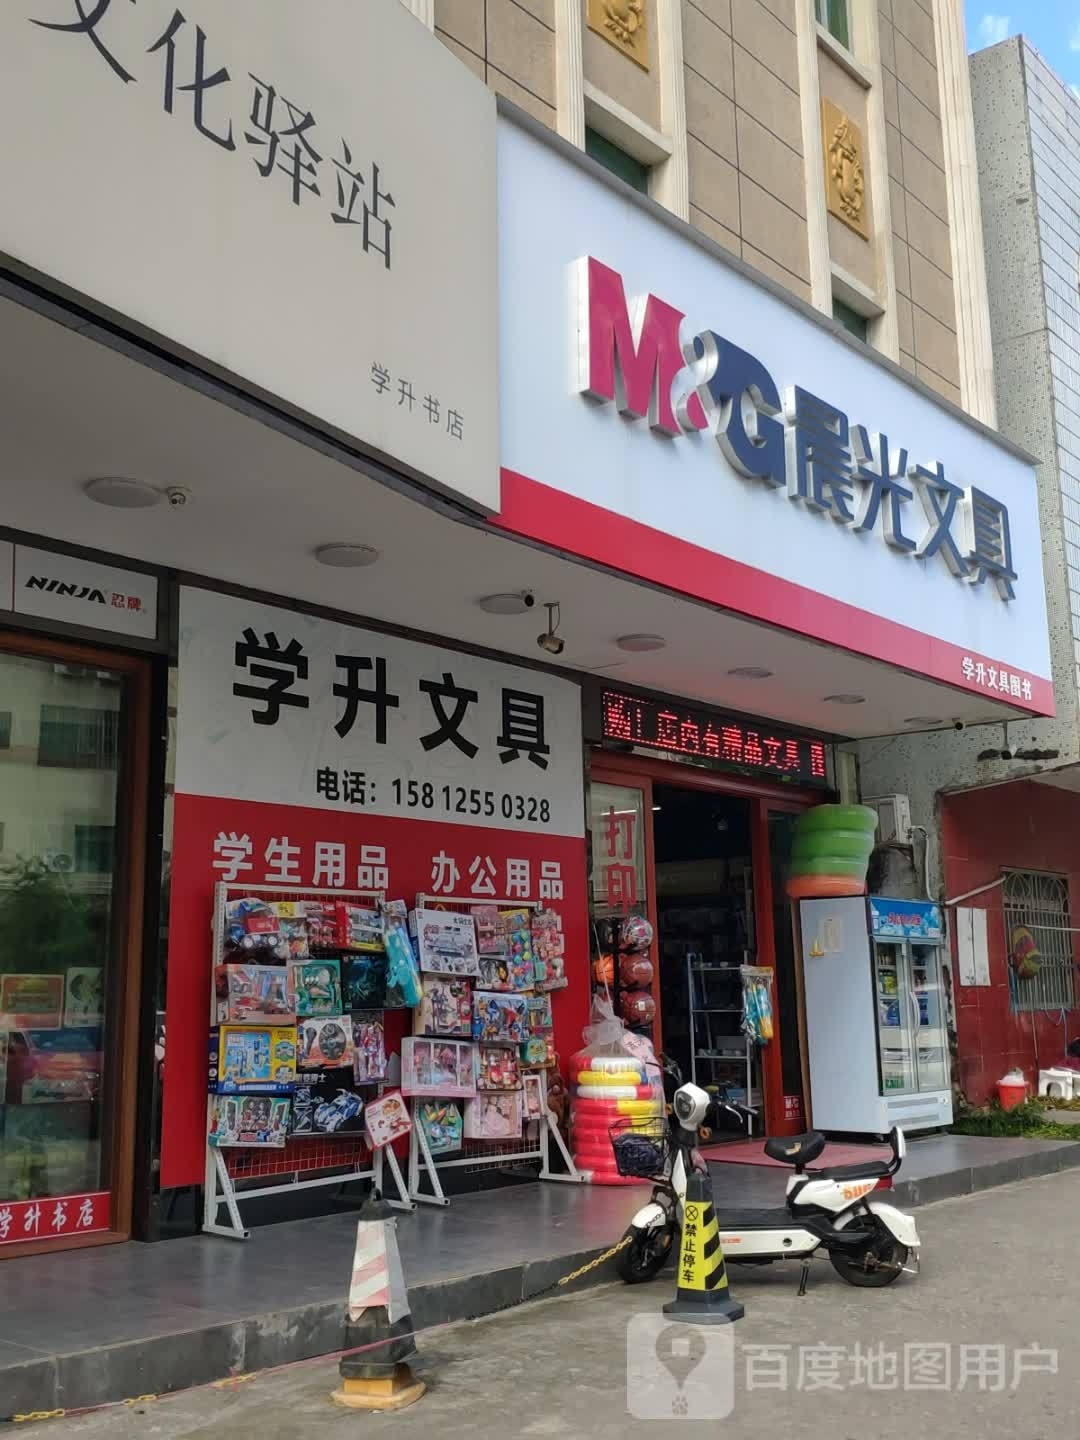 文化驿站
学升书店
M&G晨光文具
学升文具图书
NINJA 忍牌
学升文具
电话：15812550328
学生用品 办公用品
店内有精品文具
打印
学升书店
禁止停车
百度地图用户